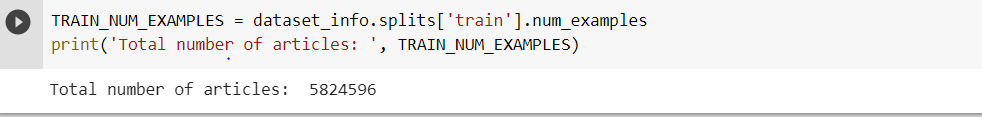 TRAIN_NUM_EXAMPLES = dataset_info.splits['train'].num_examples
print('Total number of articles: ', TRAIN_NUM_EXAMPLES)
Total number of articles:  5824596